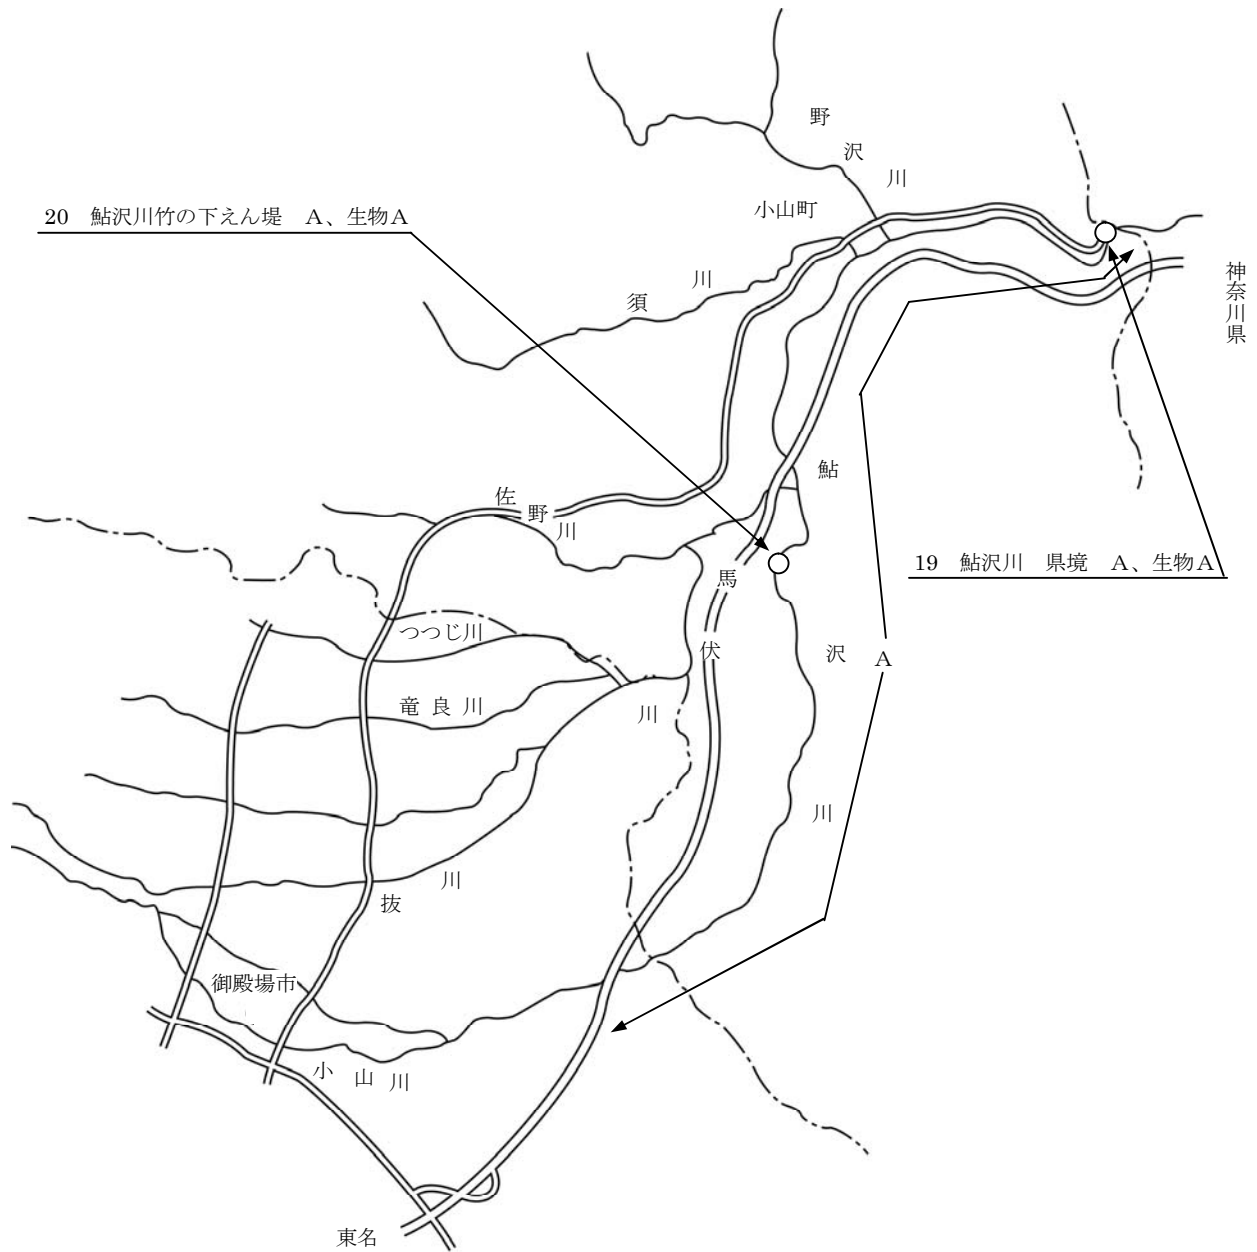 野沢川
小山町
20 鮎沢川竹の下えん堤 A、生物A
須川
神奈川県
鮎沢川
19 鮎沢川 県境 A、生物A
佐野川
馬伏川
A
つつじ川
竜良川
抜川
御殿場市
小山川
東名